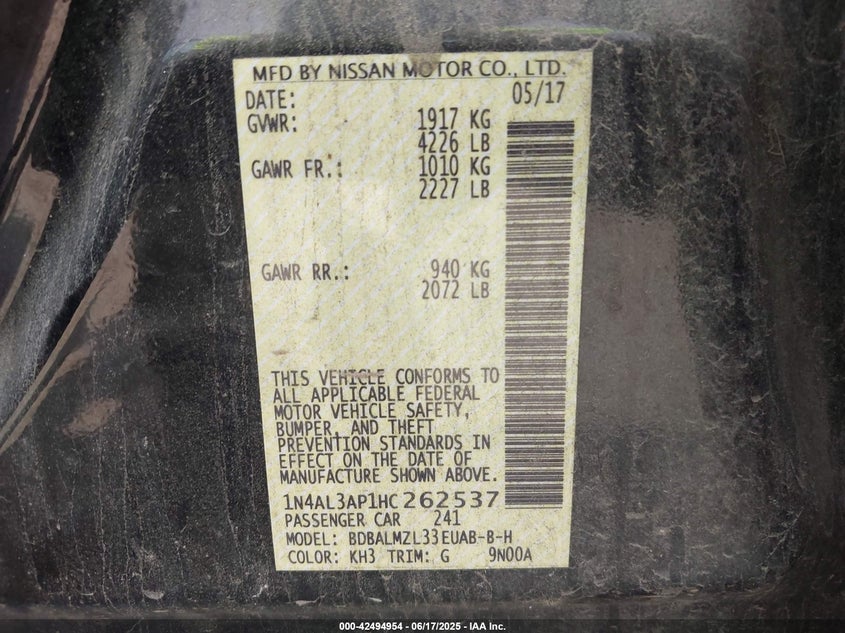 MFD BY NISSAN MOTOR CO., LTD.
DATE: 05/17
GVWR: 1917 KG
4226 LB
GAWR FR.: 1010 KG
2227 LB
GAWR RR.: 940 KG
2072 LB
THIS VEHICLE CONFORMS TO
ALL APPLICABLE FEDERAL
MOTOR VEHICLE SAFETY,
BUMPER, AND THEFT
PREVENTION STANDARDS IN
EFFECT ON THE DATE OF
MANUFACTURE SHOWN ABOVE.
1N4AL3AP1HC262537
PASSENGER CAR 241
MODEL: BDBALMZL33EUAB-B-H
COLOR: KH3 TRIM: G 9N00A
000-42494954 - 06/17/2025 - IAA Inc.